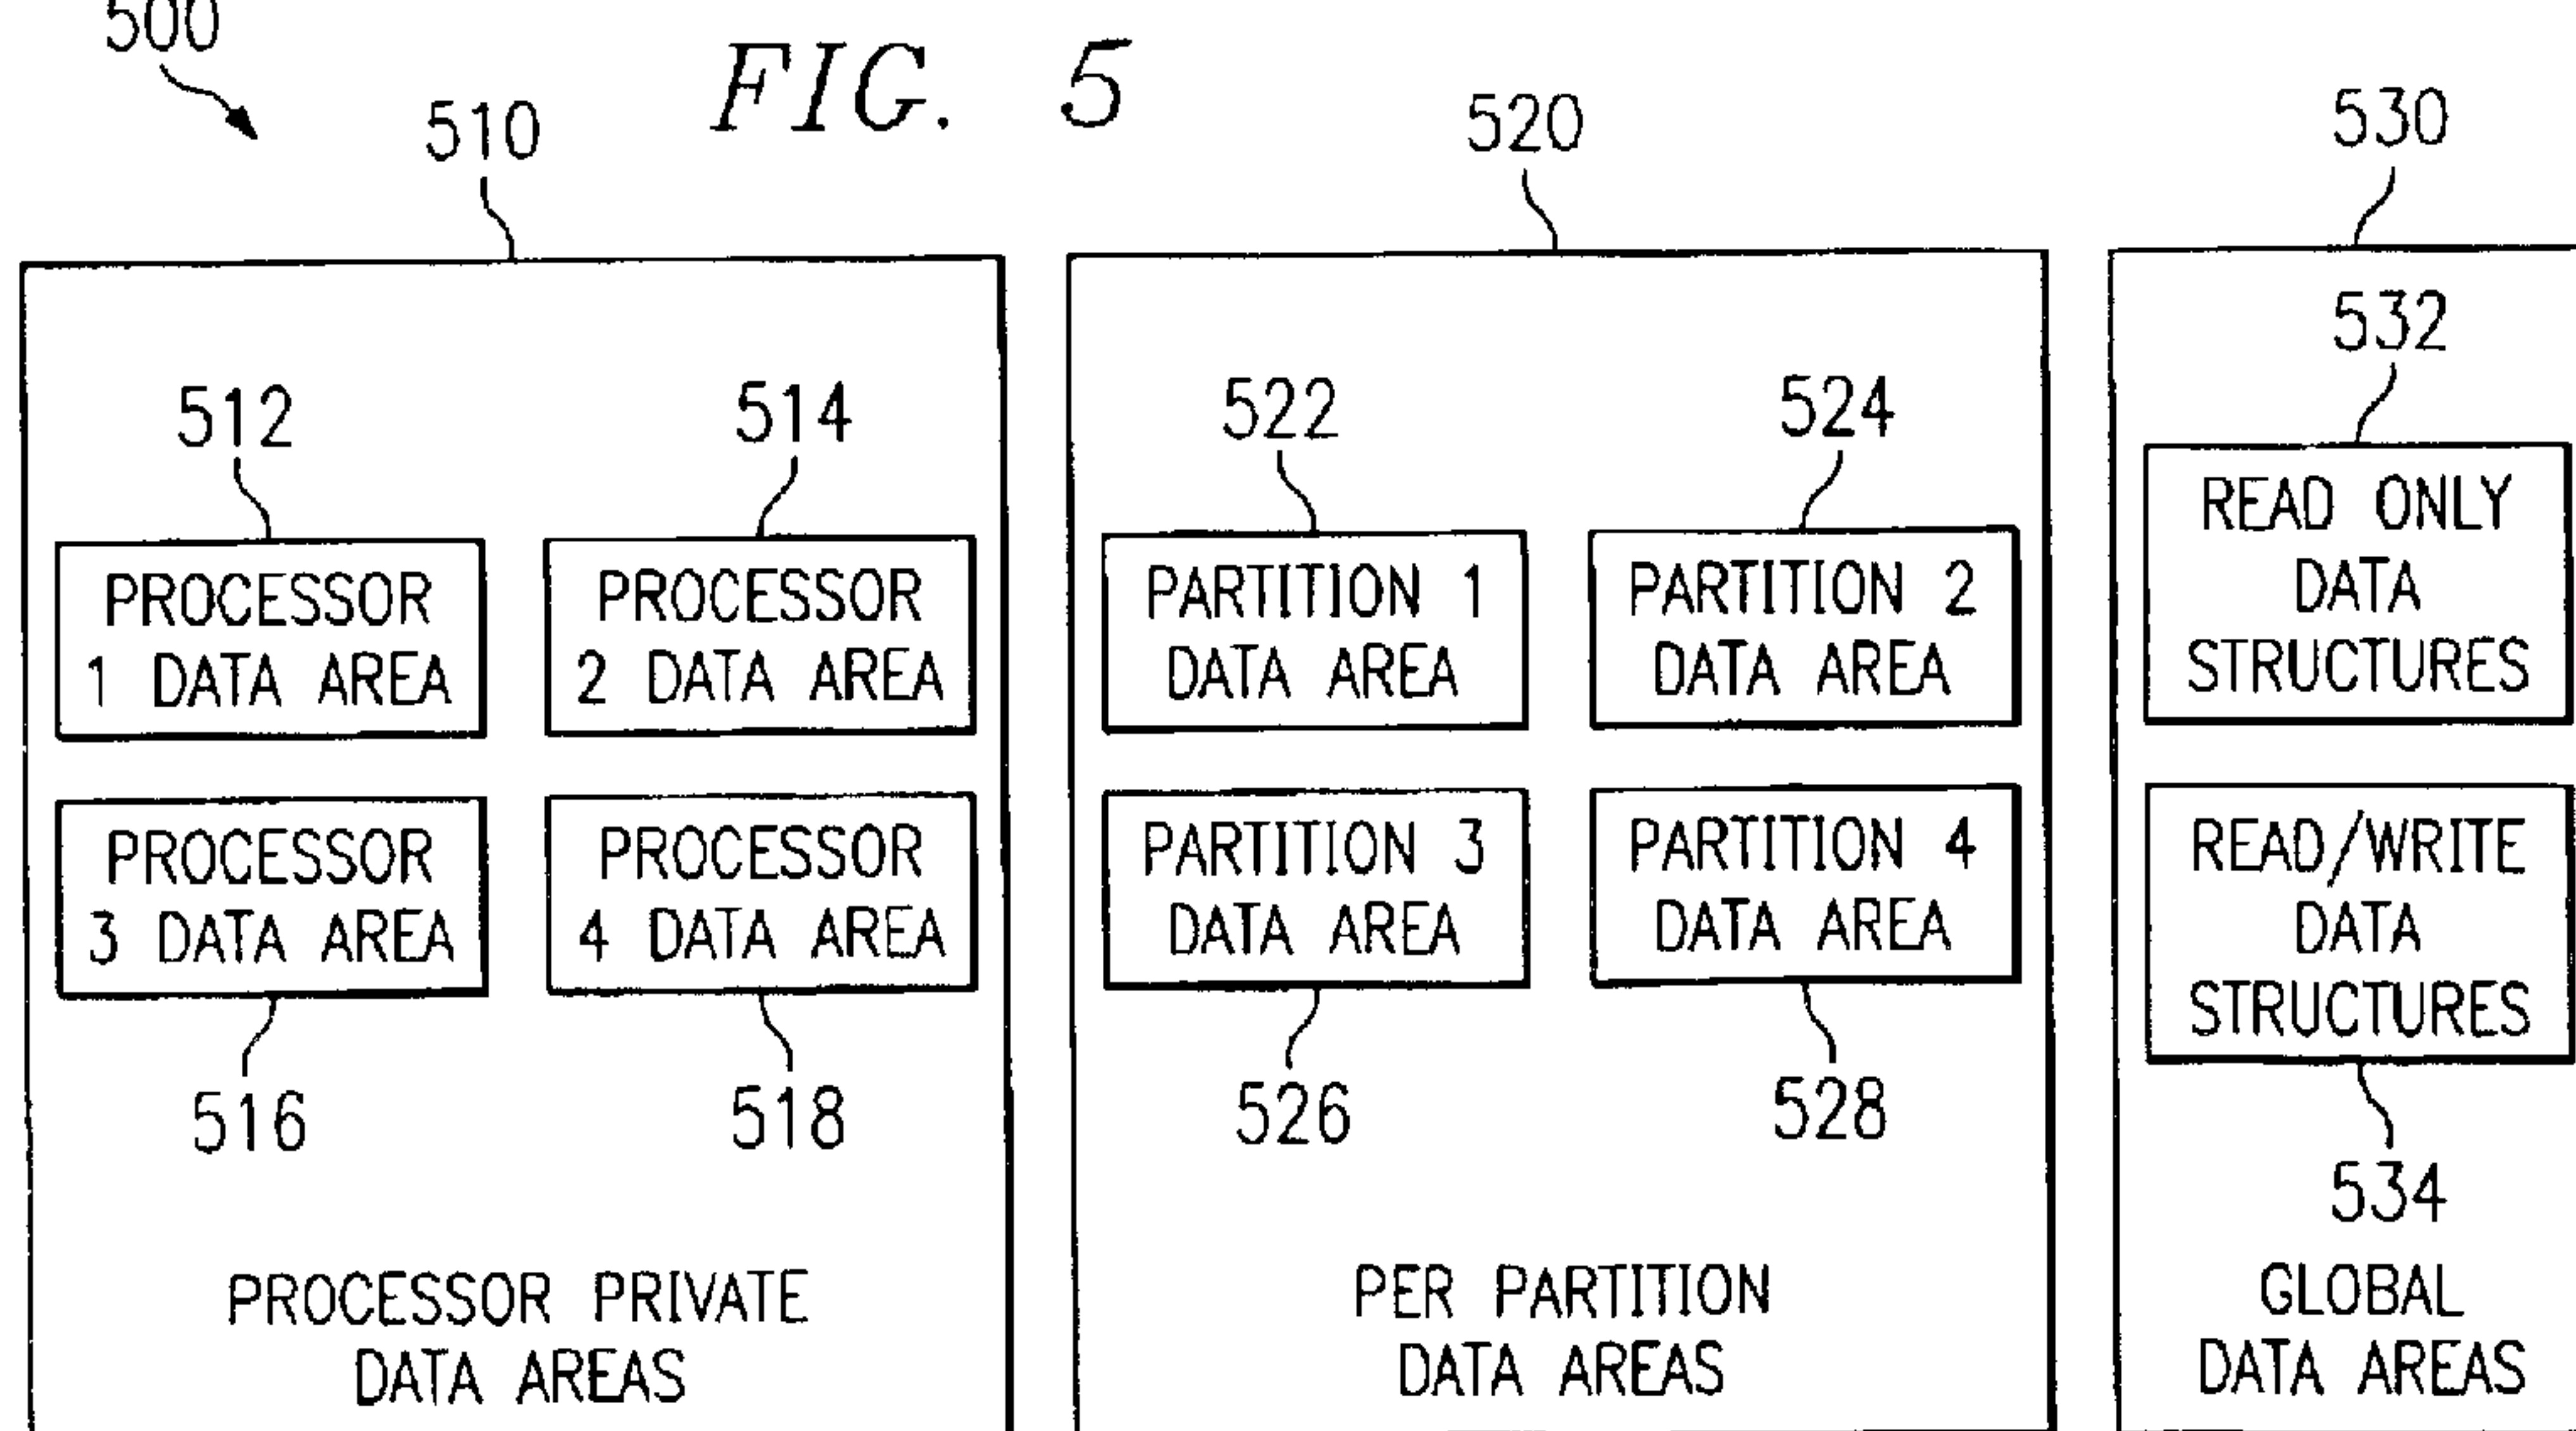 500
FIG. 5
510
520
530
532
512
514
522
524
PROCESSOR
1 DATA AREA
PROCESSOR
2 DATA AREA
PARTITION 1
DATA AREA
PARTITION 2
DATA AREA
READ ONLY
DATA
STRUCTURES
PROCESSOR
3 DATA AREA
PROCESSOR
4 DATA AREA
PARTITION 3
DATA AREA
PARTITION 4
DATA AREA
READ/WRITE
DATA
STRUCTURES
516
518
526
528
534
PROCESSOR PRIVATE
DATA AREAS
PER PARTITION
DATA AREAS
GLOBAL
DATA AREAS